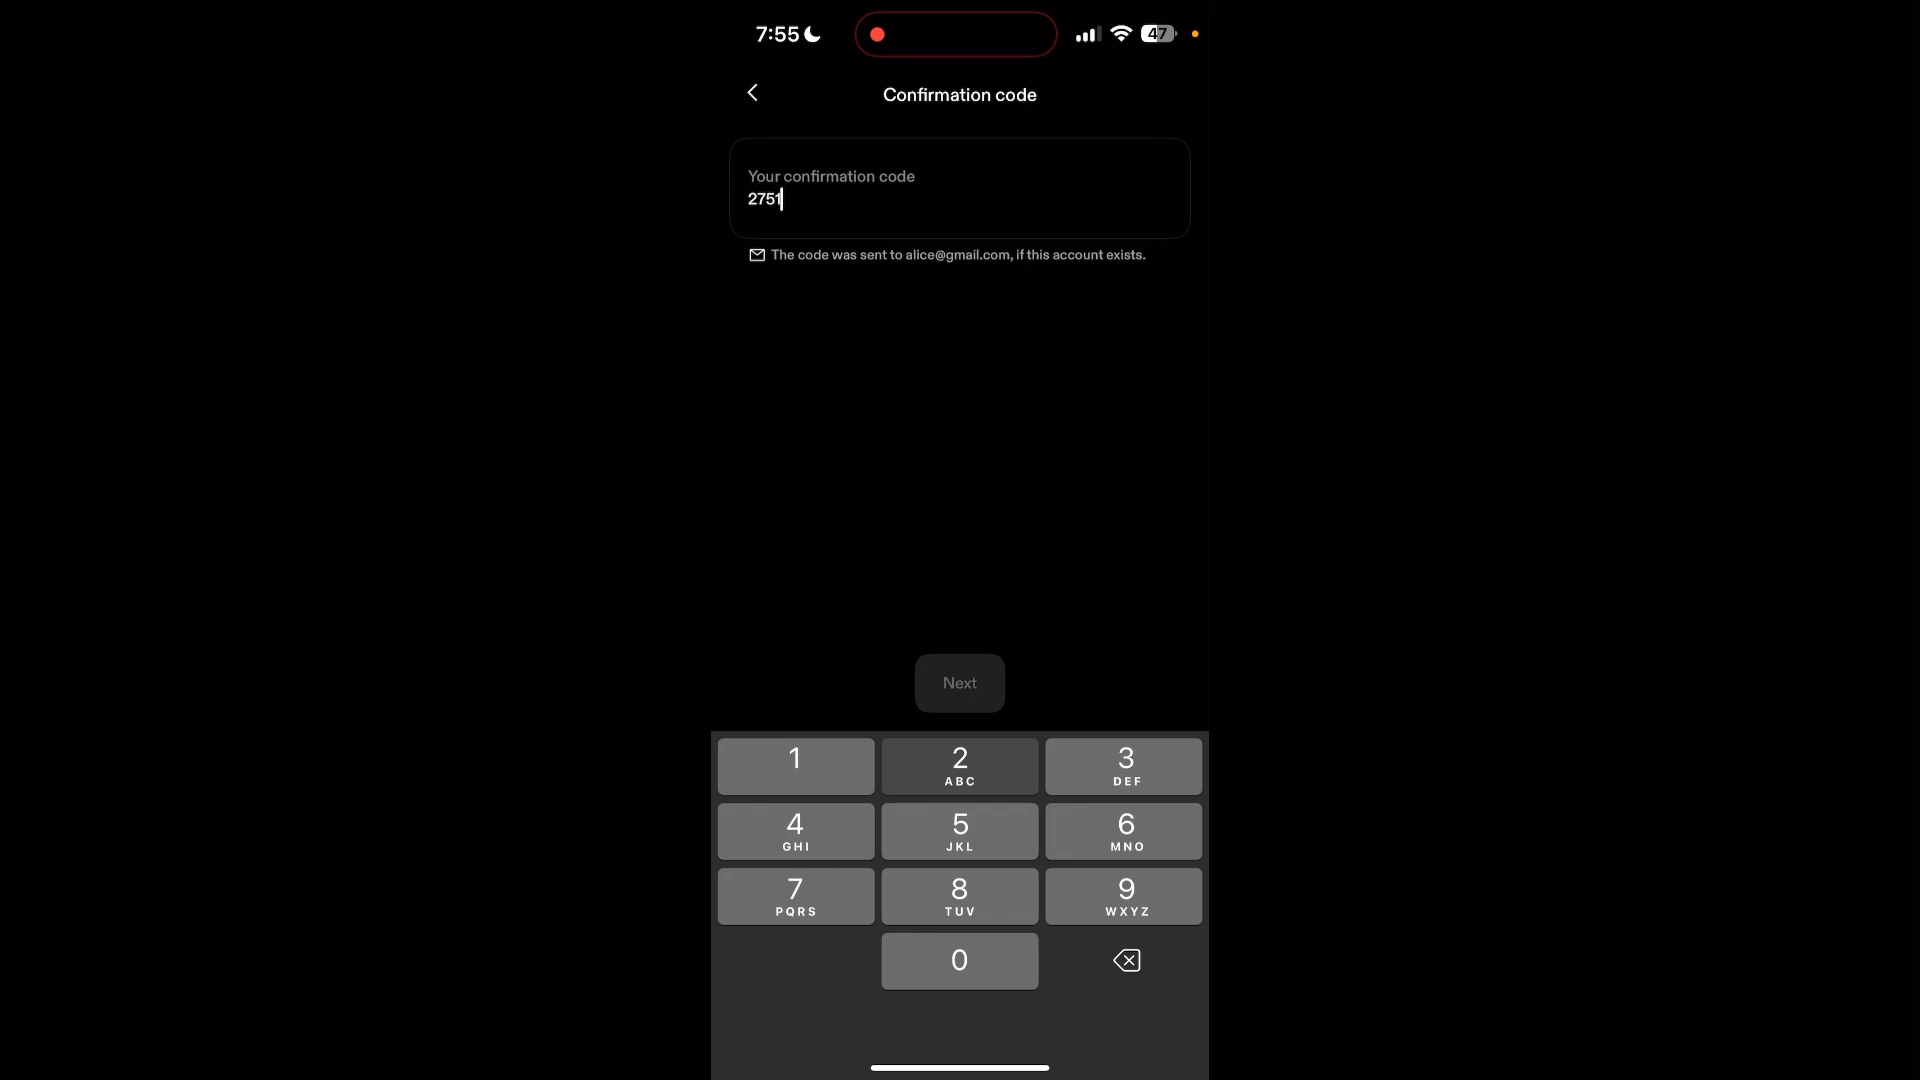 7:55
47
Confirmation code
Your confirmation code
2751
The code was sent to alice@gmail.com, if this account exists.
Next
1
2
ABC
3
DEF
4
GHI
5
JKL
6
MNO
7
PQRS
8
TUV
9
WXYZ
0